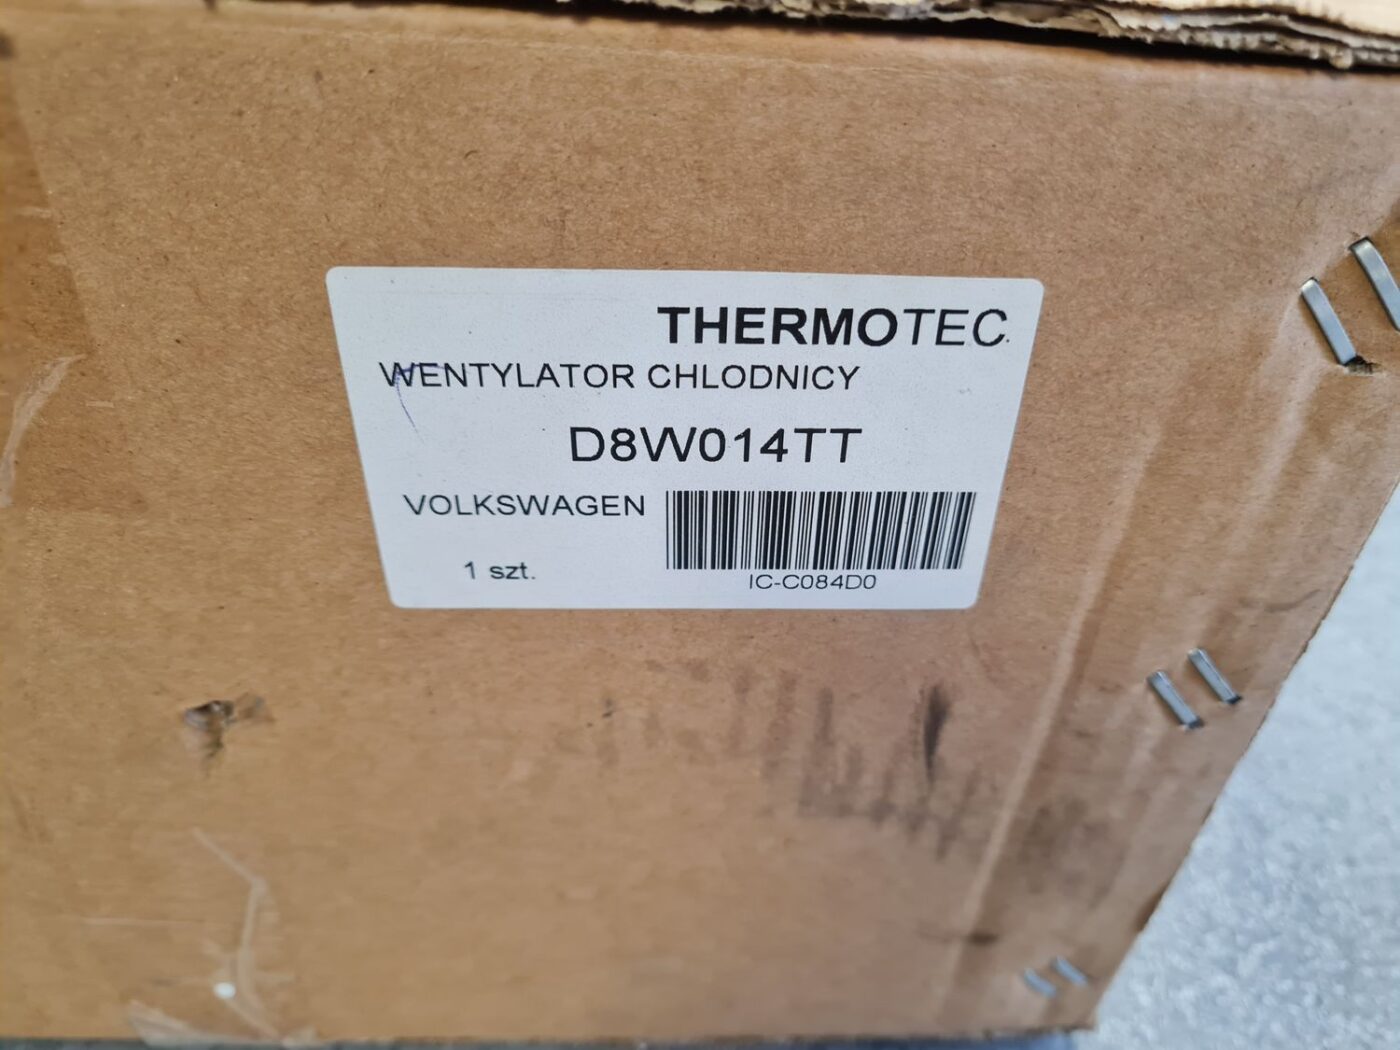 THERMOTEC
WENTYLATOR CHLODNICY
D8W014TT
VOLKSWAGEN
1 szt.
IC-C084D0